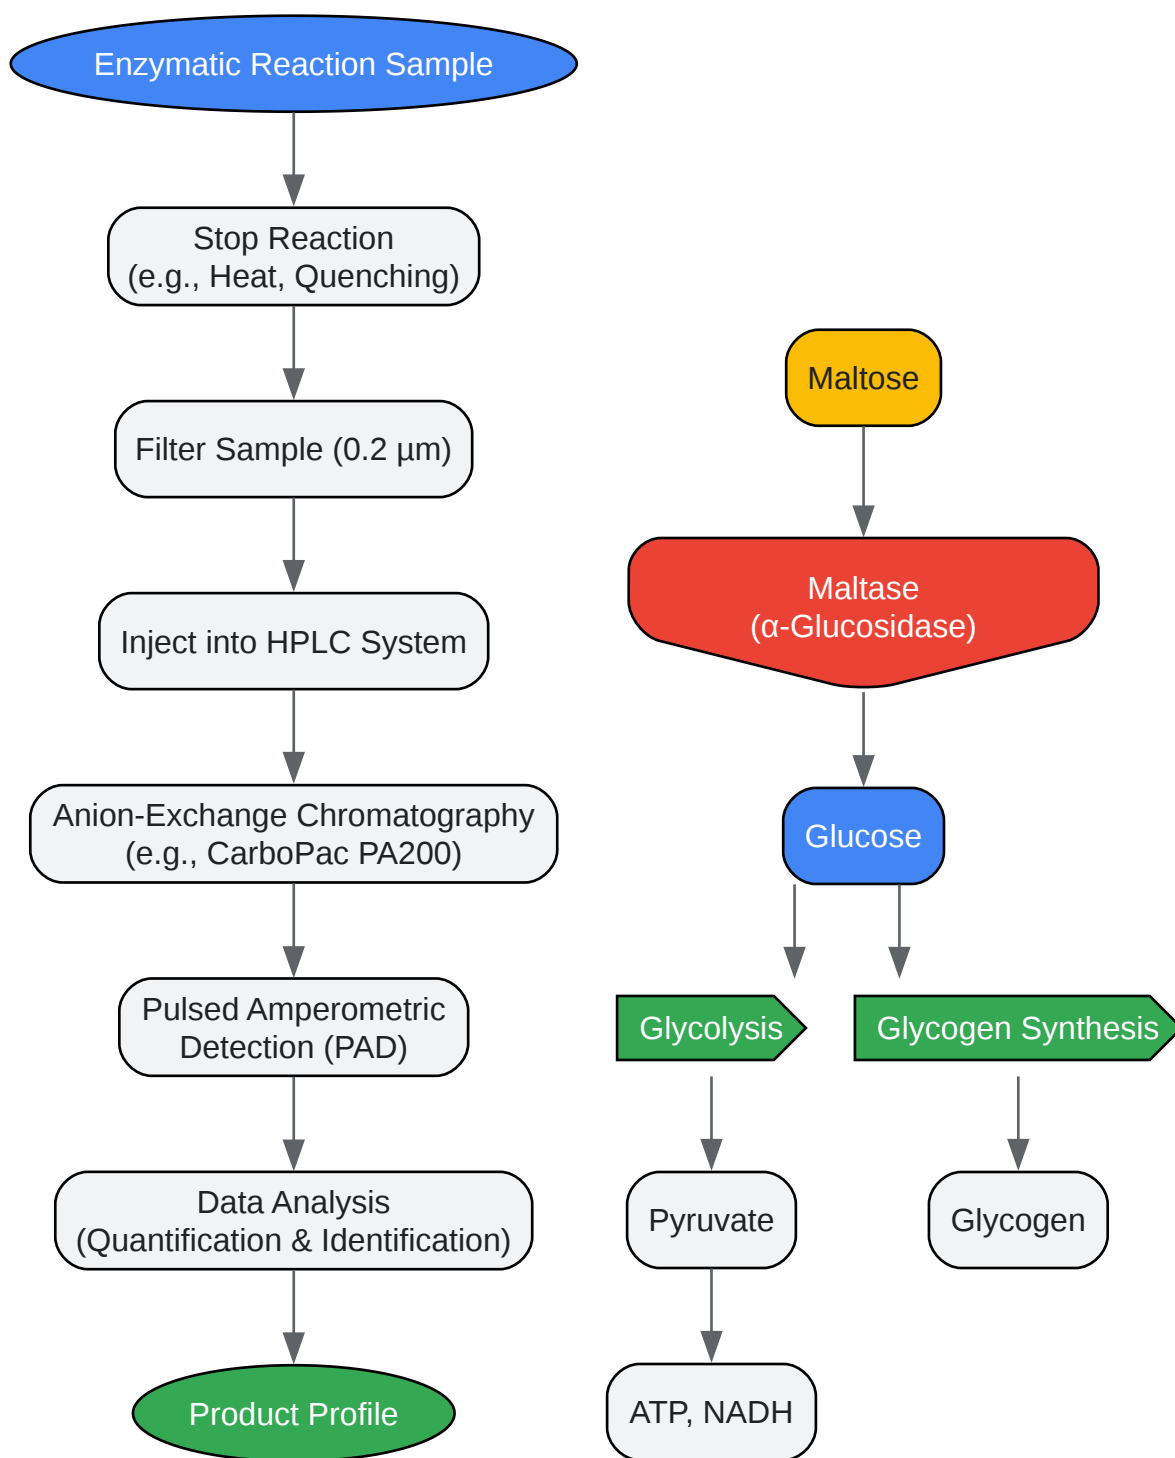 Enzymatic Reaction Sample
Stop Reaction
(e.g., Heat, Quenching)
Filter Sample (0.2 µm)
Inject into HPLC System
Anion-Exchange Chromatography
(e.g., CarboPac PA200)
Pulsed Amperometric
Detection (PAD)
Data Analysis
(Quantification & Identification)
Product Profile
Maltose
Maltase
(α-Glucosidase)
Glucose
Glycolysis
Glycogen Synthesis
Pyruvate
Glycogen
ATP, NADH